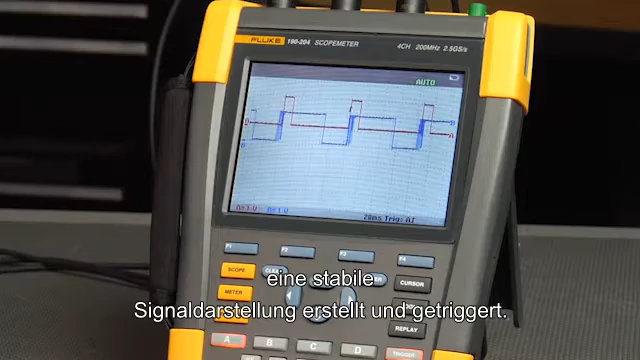 FLUKE 190-204 SCOPEMETER
4CH 200MHz 2.5GS/s
AUTO
20ms Trig: A
F1 F2 F3 F4
SCOPE
CLEAR
CURSOR
METER
REPLAY
A B C D
TRIGGER
eine stabile
Signaldarstellung erstellt und getriggert.